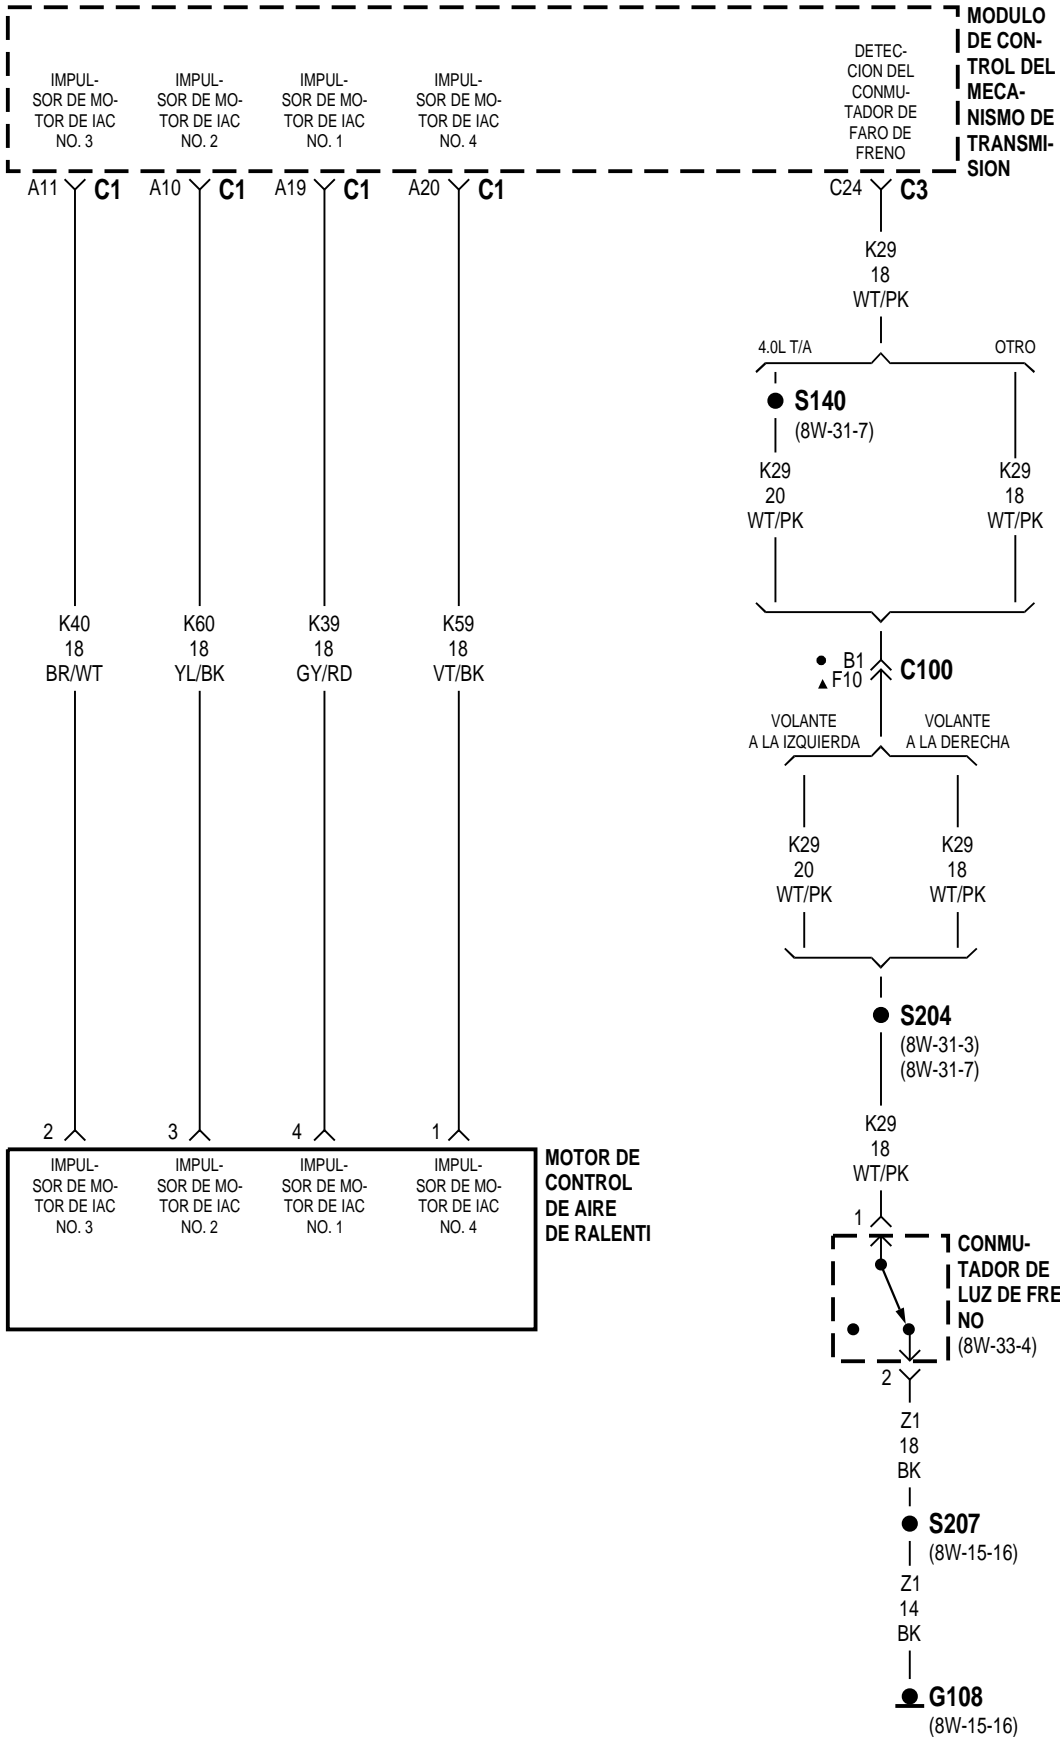 MODULO
DE CON-
TROL DEL
MECA-
NISMO DE
TRANSMI-
SION
IMPUL-
SOR DE MO-
TOR DE IAC
NO. 3
IMPUL-
SOR DE MO-
TOR DE IAC
NO. 2
IMPUL-
SOR DE MO-
TOR DE IAC
NO. 1
IMPUL-
SOR DE MO-
TOR DE IAC
NO. 4
DETEC-
CION DEL
CONMU-
TADOR DE
FARO DE
FRENO
A11 C1
A10 C1
A19 C1
A20 C1
C24 C3
K29
18
WT/PK
4.0L T/A
OTRO
S140
(8W-31-7)
K29
20
WT/PK
K29
18
WT/PK
K40
18
BR/WT
K60
18
YL/BK
K39
18
GY/RD
K59
18
VT/BK
B1
F10
C100
VOLANTE
A LA IZQUIERDA
VOLANTE
A LA DERECHA
K29
20
WT/PK
K29
18
WT/PK
S204
(8W-31-3)
(8W-31-7)
K29
18
WT/PK
2
3
4
1
IMPUL-
SOR DE MO-
TOR DE IAC
NO. 3
IMPUL-
SOR DE MO-
TOR DE IAC
NO. 2
IMPUL-
SOR DE MO-
TOR DE IAC
NO. 1
IMPUL-
SOR DE MO-
TOR DE IAC
NO. 4
MOTOR DE
CONTROL
DE AIRE
DE RALENTI
1
CONMU-
TADOR DE
LUZ DE FRE
NO
(8W-33-4)
2
Z1
18
BK
S207
(8W-15-16)
Z1
14
BK
G108
(8W-15-16)